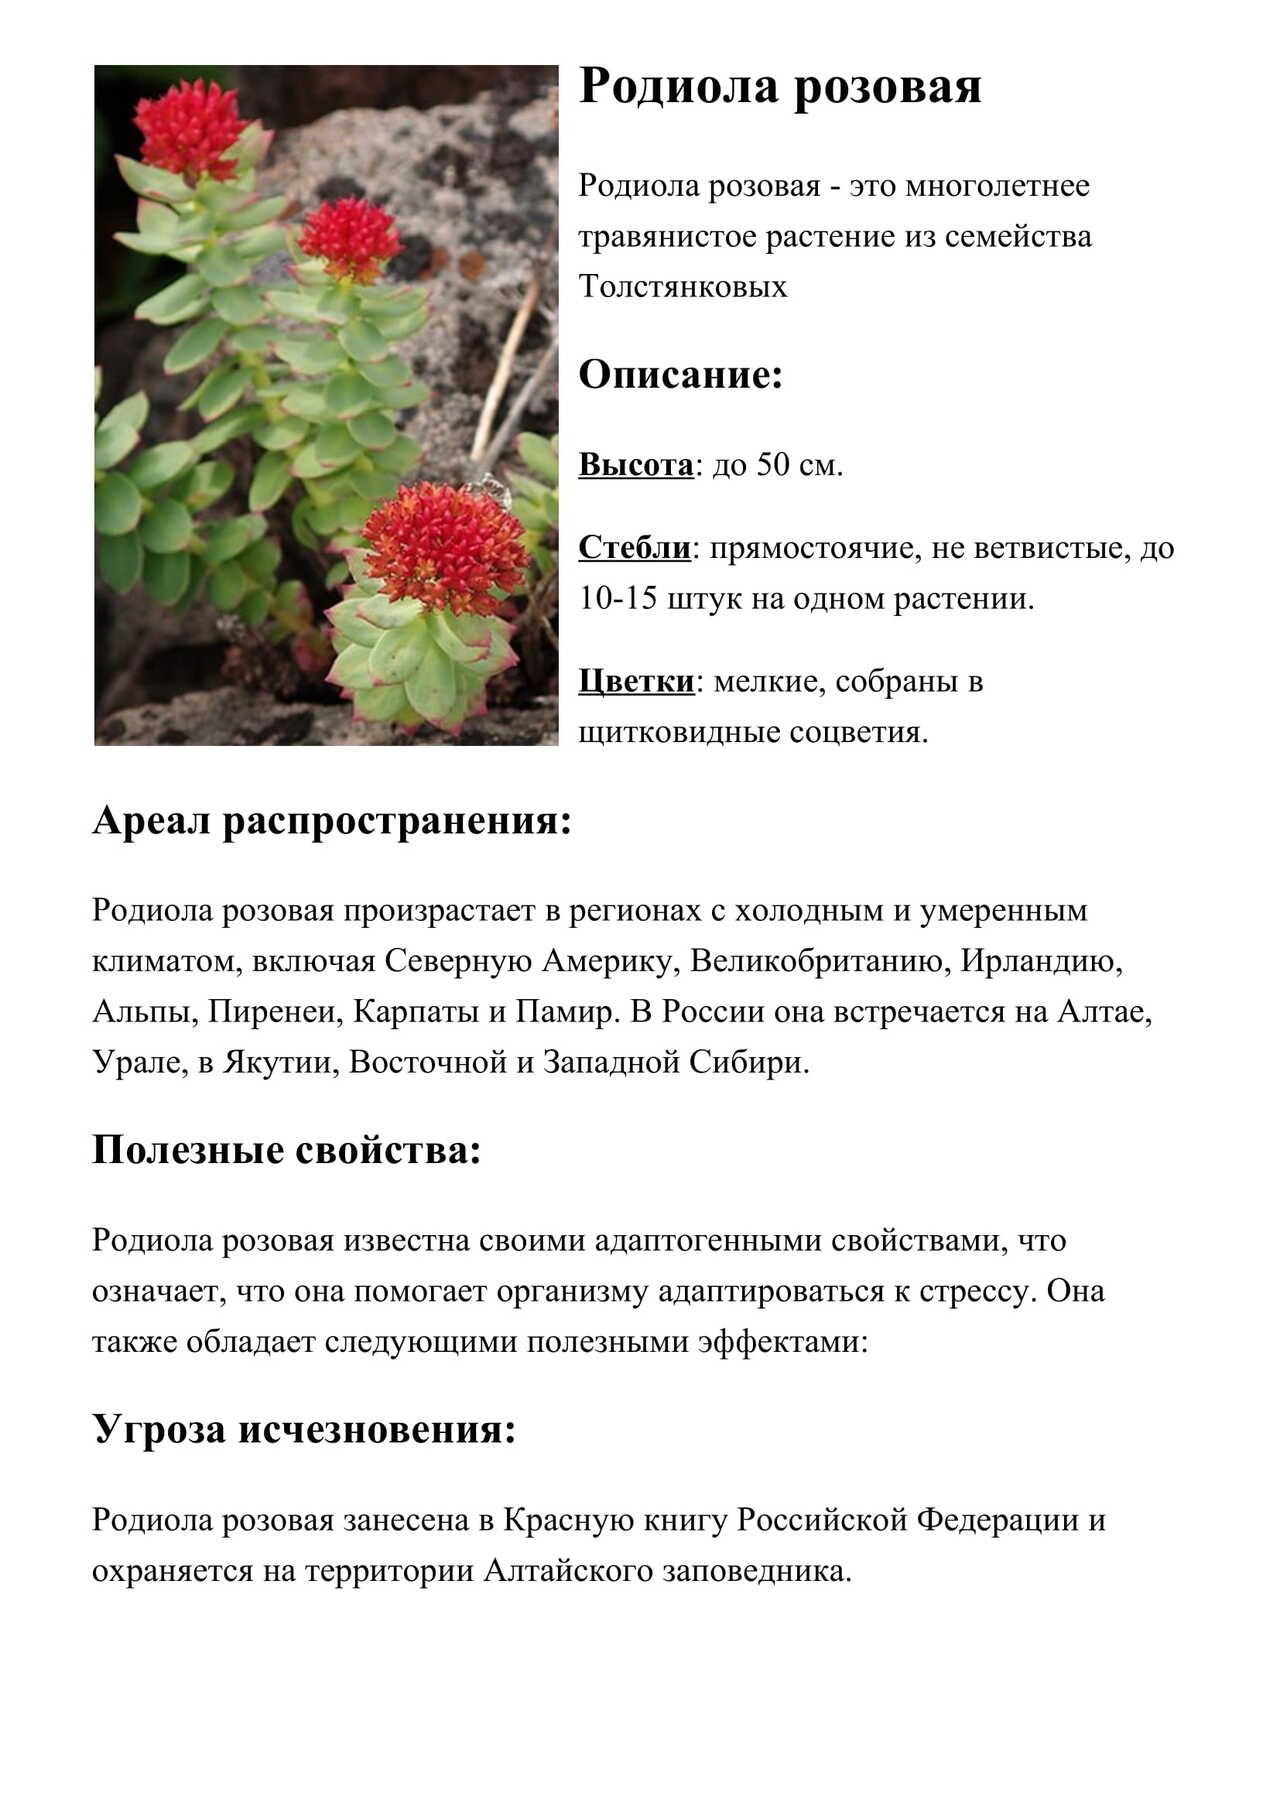 Родиола розовая
Родиола розовая - это многолетнее
травянистое растение из семейства
Толстянковых
Описание:
Высота: до 50 см.
Стебли: прямостоячие, не ветвистые, до
10-15 штук на одном растении.
Цветки: мелкие, собраны в
щитковидные соцветия.
Ареал распространения:
Родиола розовая произрастает в регионах с холодным и умеренным
климатом, включая Северную Америку, Великобританию, Ирландию,
Альпы, Пиренеи, Карпаты и Памир. В России она встречается на Алтае,
Урале, в Якутии, Восточной и Западной Сибири.
Полезные свойства:
Родиола розовая известна своими адаптогенными свойствами, что
означает, что она помогает организму адаптироваться к стрессу. Она
также обладает следующими полезными эффектами:
Угроза исчезновения:
Родиола розовая занесена в Красную книгу Российской Федерации и
охраняется на территории Алтайского заповедника.